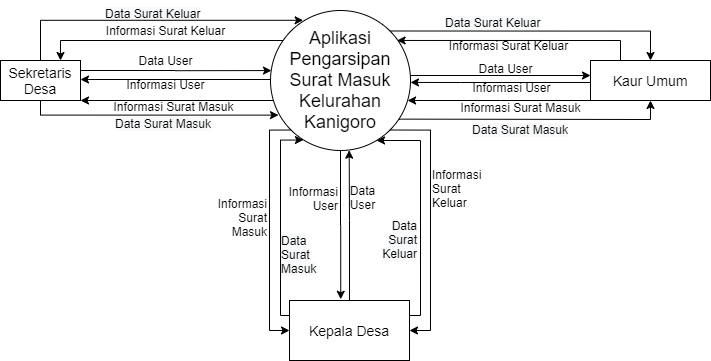 Data Surat Keluar
Informasi Surat Keluar
Data User
Informasi User
Informasi Surat Masuk
Data Surat Masuk
Sekretaris
Desa
Aplikasi
Pengarsipan
Surat Masuk
Kelurahan
Kanigoro
Data Surat Keluar
Informasi Surat Keluar
Data User
Informasi User
Informasi Surat Masuk
Data Surat Masuk
Kaur Umum
Informasi
Surat
Masuk
Data
Surat
Masuk
Informasi
User
Data
User
Data
Surat
Keluar
Informasi
Surat
Keluar
Kepala Desa